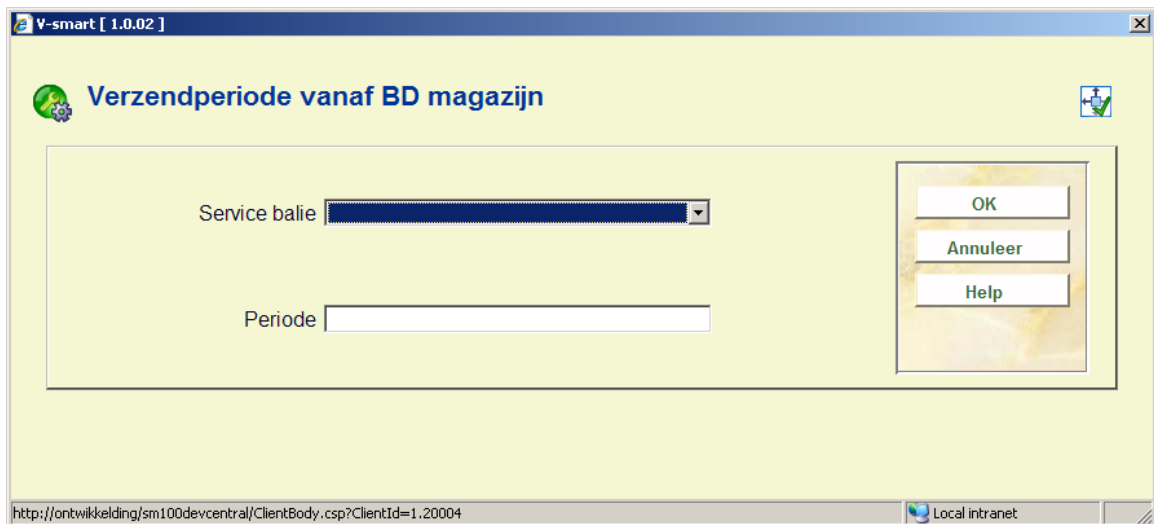 V-smart [ 1.0.02 ]
Verzendperiode vanaf BD magazijn
Service balie
OK
Annuleer
Help
Periode
http://ontwikkelding/sm100devcentral/ClientBody.csp?ClientId=1.20004
Local intranet